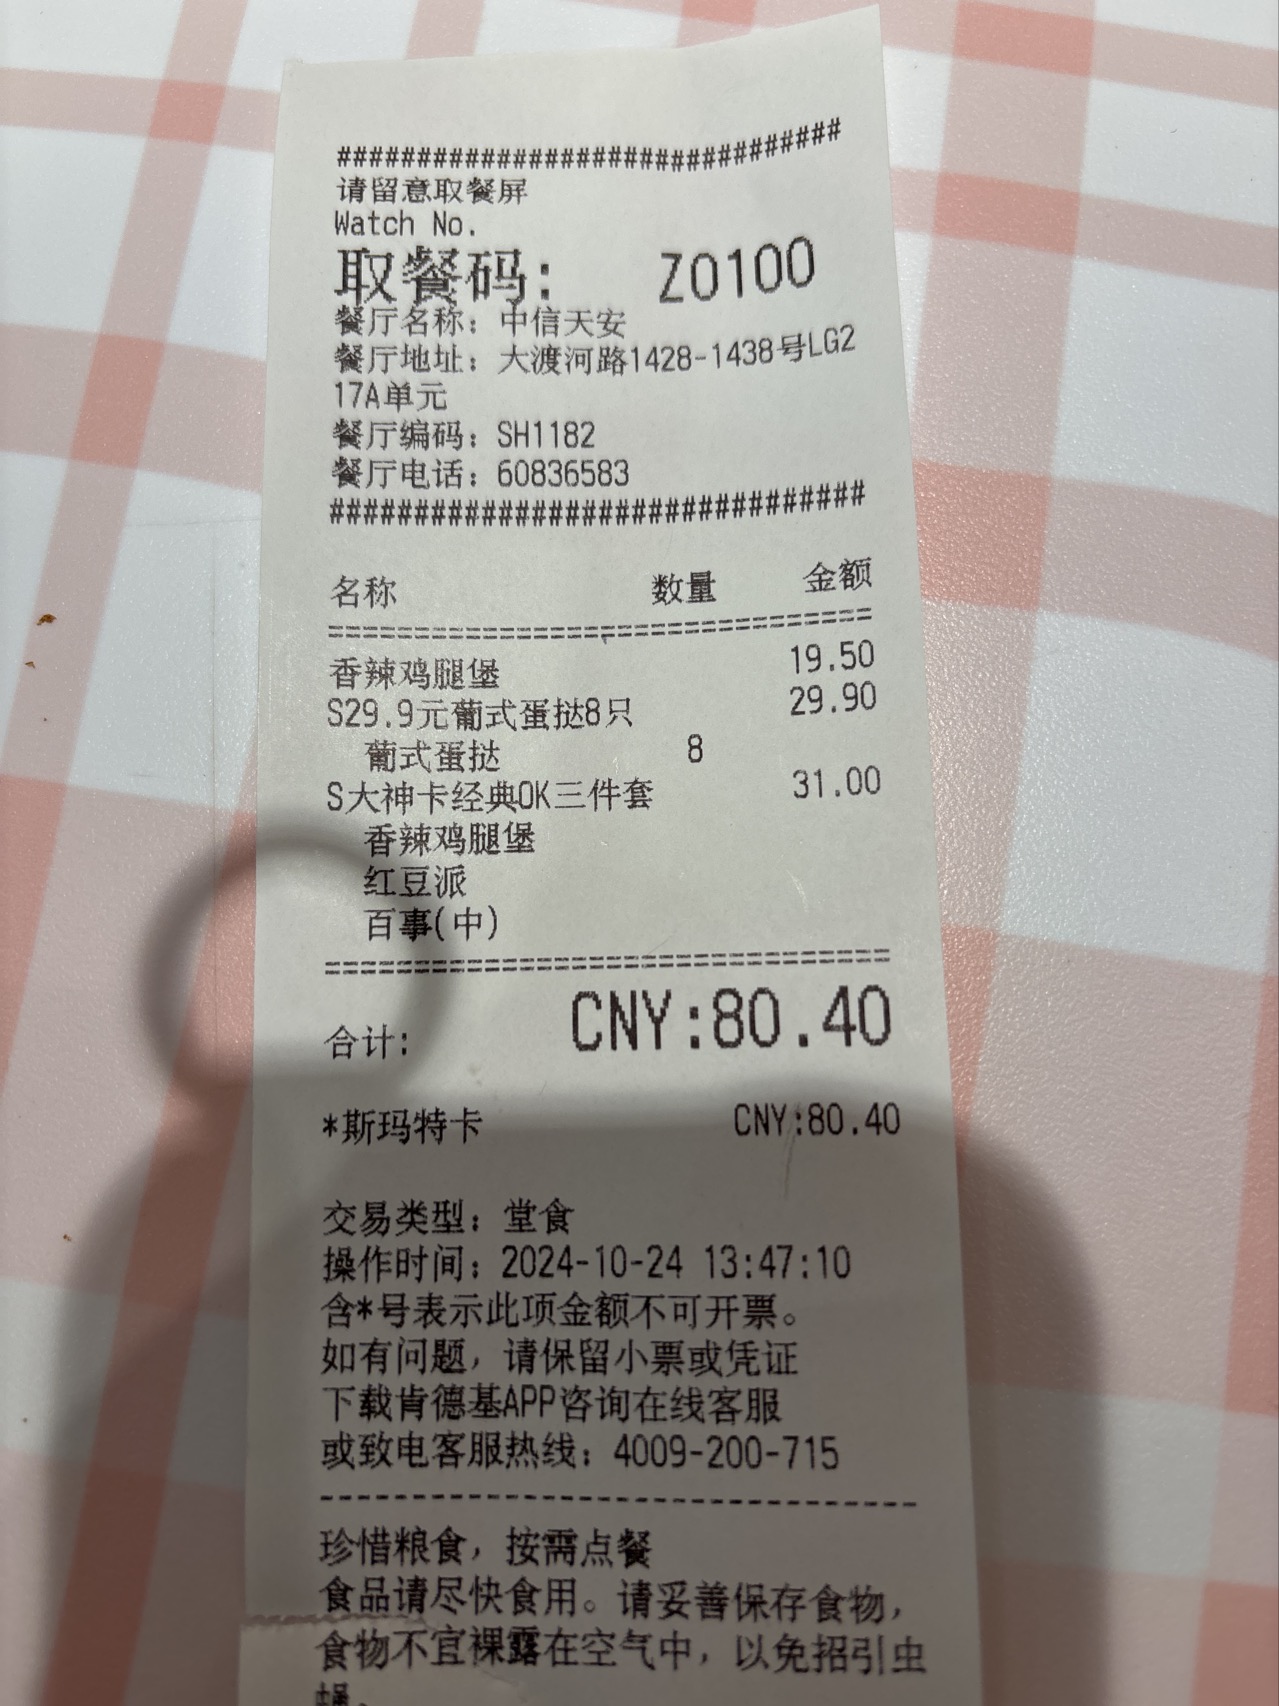 ################################
请留意取餐屏
Watch No.
取餐码: Z0100
餐厅名称: 中信天安
餐厅地址: 大渡河路1428-1438号LG2
17A单元
餐厅编码: SH1182
餐厅电话: 60836583
################################
名称 数量 金额
==================================
香辣鸡腿堡 19.50
S29.9元葡式蛋挞8只 29.90
葡式蛋挞 8
S大神卡经典OK三件套 31.00
香辣鸡腿堡
红豆派
百事(中)
==================================
合计: CNY:80.40
*斯玛特卡 CNY:80.40
交易类型: 堂食
操作时间: 2024-10-24 13:47:10
含*号表示此项金额不可开票。
如有问题, 请保留小票或凭证
下载肯德基APP咨询在线客服
或致电客服热线: 4009-200-715
----------------------------------
珍惜粮食, 按需点餐
食品请尽快食用。请妥善保存食物,
食物不宜裸露在空气中, 以免招引虫